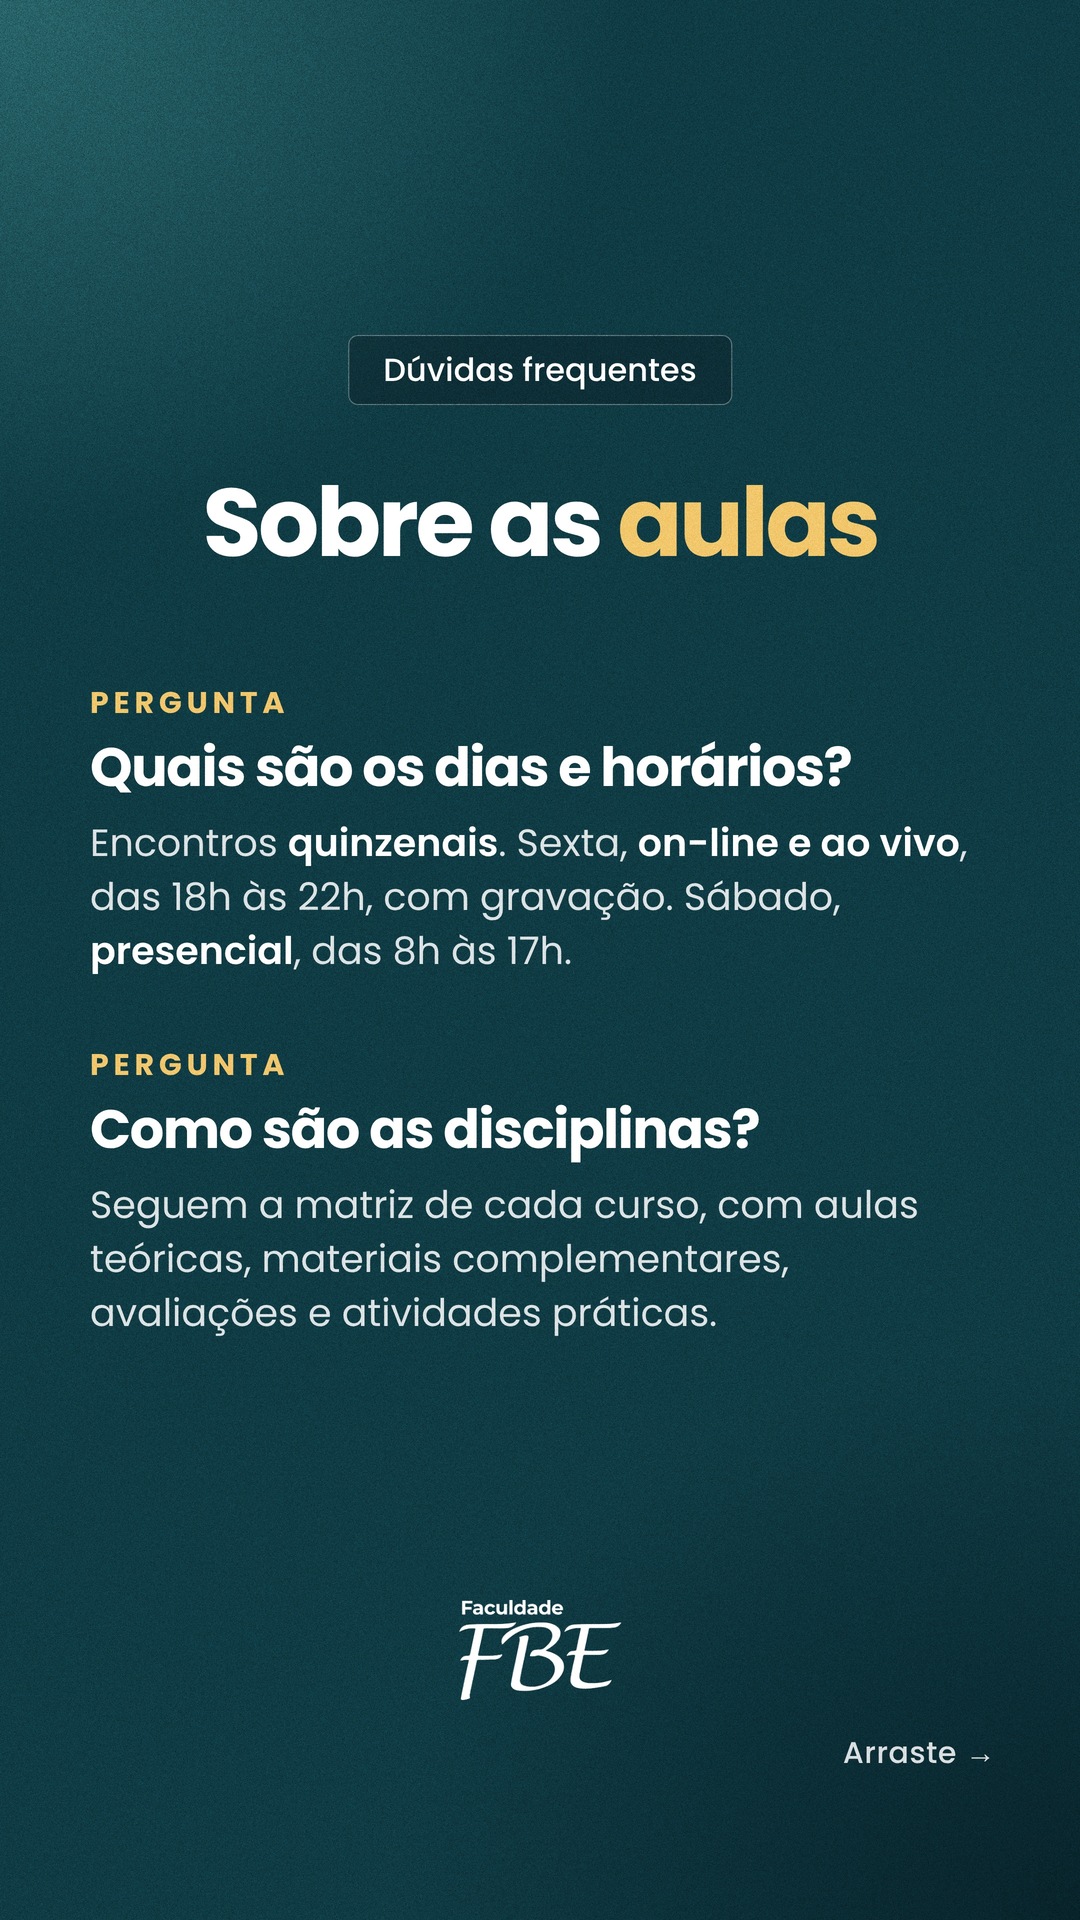 Dúvidas frequentes
Sobre as aulas
PERGUNTA
Quais são os dias e horários?
Encontros quinzenais. Sexta, on-line e ao vivo,
das 18h às 22h, com gravação. Sábado,
presencial, das 8h às 17h.
PERGUNTA
Como são as disciplinas?
Seguem a matriz de cada curso, com aulas
teóricas, materiais complementares,
avaliações e atividades práticas.
Faculdade
FBE
Arraste →